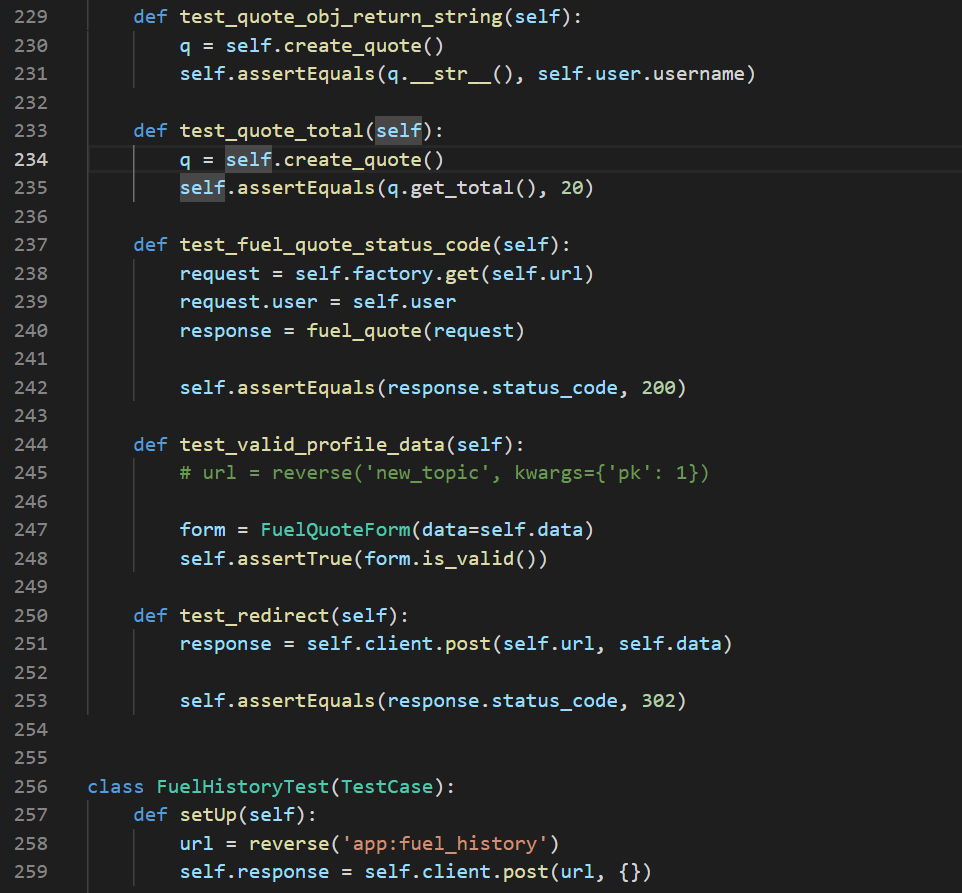 229 def test_quote_obj_return_string(self):
230 q = self.create_quote()
231 self.assertEquals(q.__str__(), self.user.username)
232
233 def test_quote_total(self):
234 q = self.create_quote()
235 self.assertEquals(q.get_total(), 20)
236
237 def test_fuel_quote_status_code(self):
238 request = self.factory.get(self.url)
239 request.user = self.user
240 response = fuel_quote(request)
241
242 self.assertEquals(response.status_code, 200)
243
244 def test_valid_profile_data(self):
245 # url = reverse('new_topic', kwargs={'pk': 1})
246
247 form = FuelQuoteForm(data=self.data)
248 self.assertTrue(form.is_valid())
249
250 def test_redirect(self):
251 response = self.client.post(self.url, self.data)
252
253 self.assertEquals(response.status_code, 302)
254
255
256 class FuelHistoryTest(TestCase):
257 def setUp(self):
258 url = reverse('app:fuel_history')
259 self.response = self.client.post(url, {})